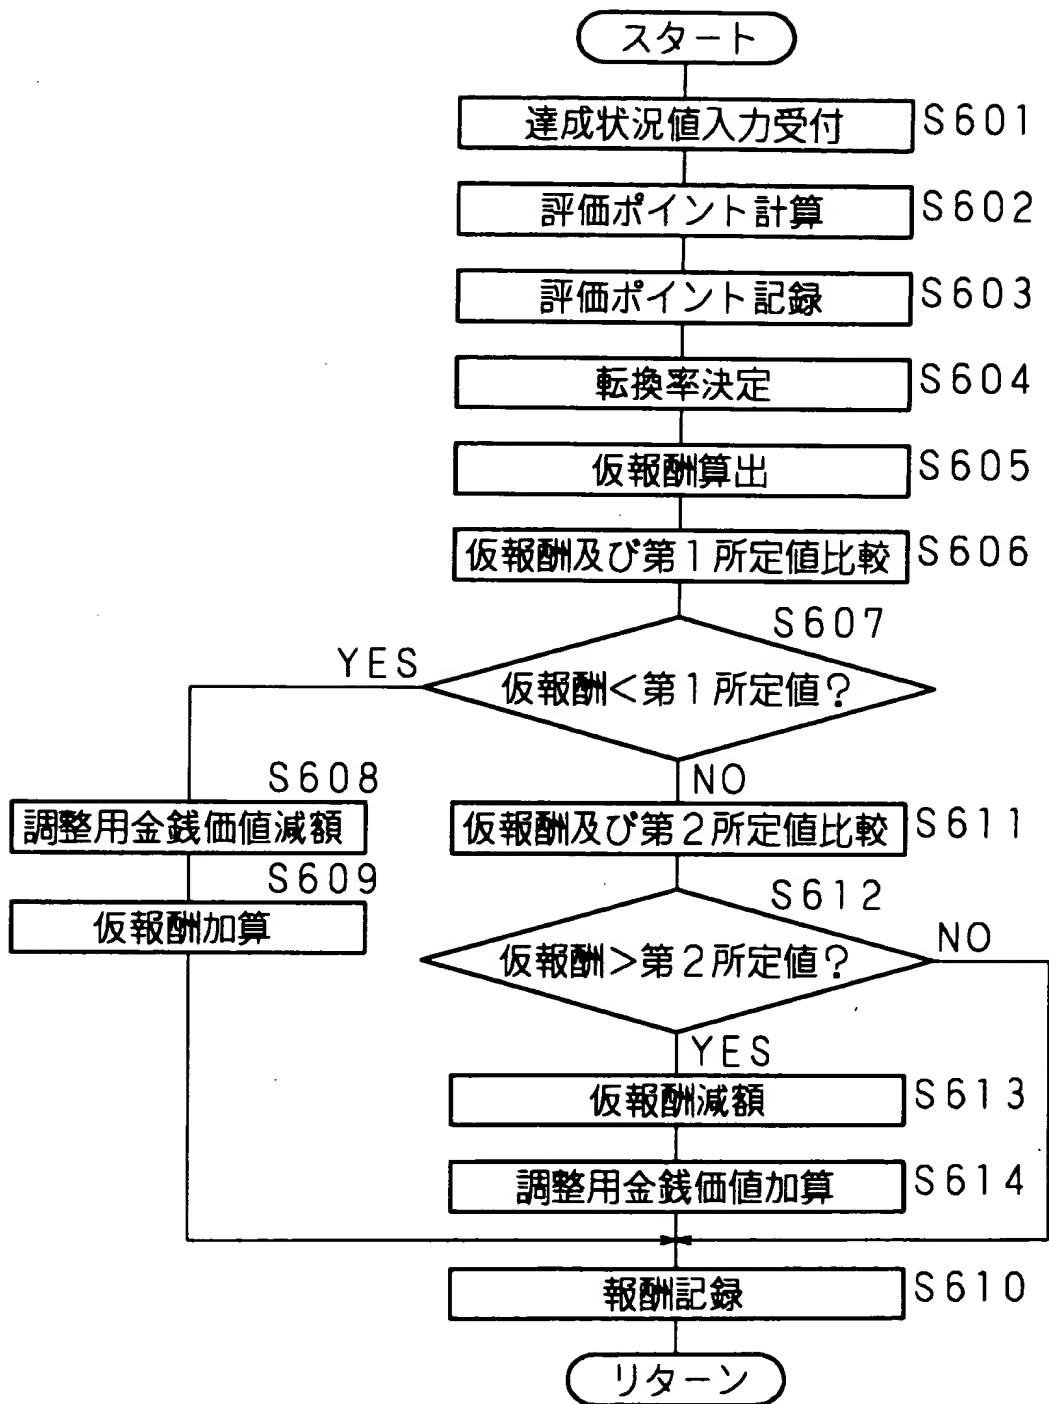 スタート
達成状況値入力受付 S601
評価ポイント計算 S602
評価ポイント記録 S603
転換率決定 S604
仮報酬算出 S605
仮報酬及び第1所定値比較 S606
S607
YES
仮報酬<第1所定値?
S608
NO
調整用金銭価値減額
仮報酬及び第2所定値比較 S611
S609
S612
仮報酬加算
NO
仮報酬>第2所定値?
YES
仮報酬減額 S613
調整用金銭価値加算 S614
報酬記録 S610
リターン